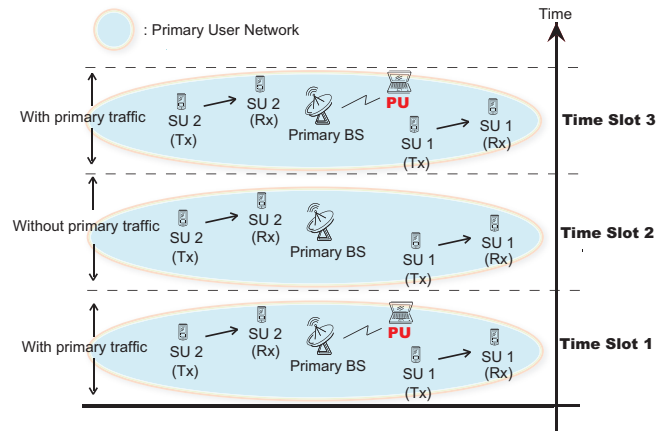 Time
: Primary User Network
With primary traffic
SU 2
(Tx)
SU 2
(Rx)
Primary BS
PU
SU 1
(Tx)
SU 1
(Rx)
Time Slot 3
Without primary traffic
SU 2
(Tx)
SU 2
(Rx)
Primary BS
SU 1
(Tx)
SU 1
(Rx)
Time Slot 2
With primary traffic
SU 2
(Tx)
SU 2
(Rx)
Primary BS
PU
SU 1
(Tx)
SU 1
(Rx)
Time Slot 1